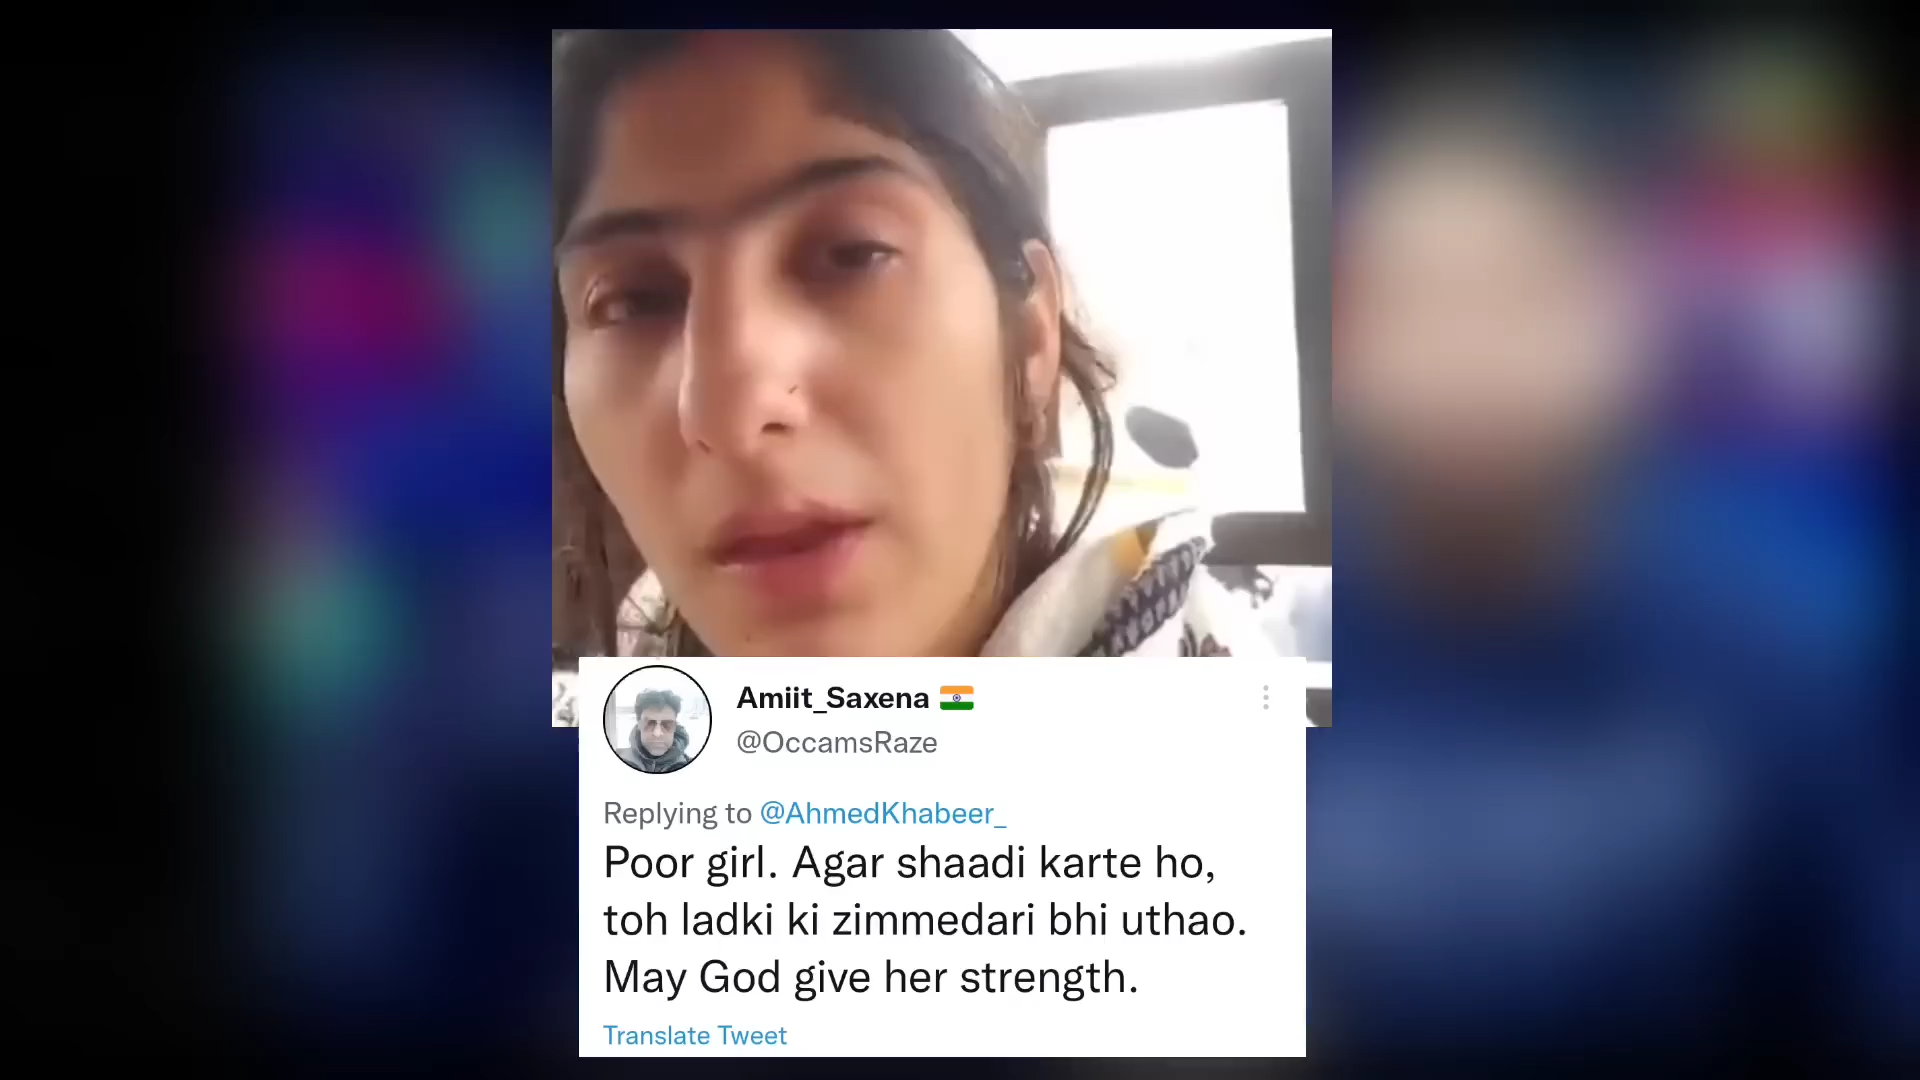 Amiit_Saxena 🇮🇳
@OccamsRaze
Replying to @AhmedKhabeer_
Poor girl. Agar shaadi karte ho,
toh ladki ki zimmedari bhi uthao.
May God give her strength.
Translate Tweet